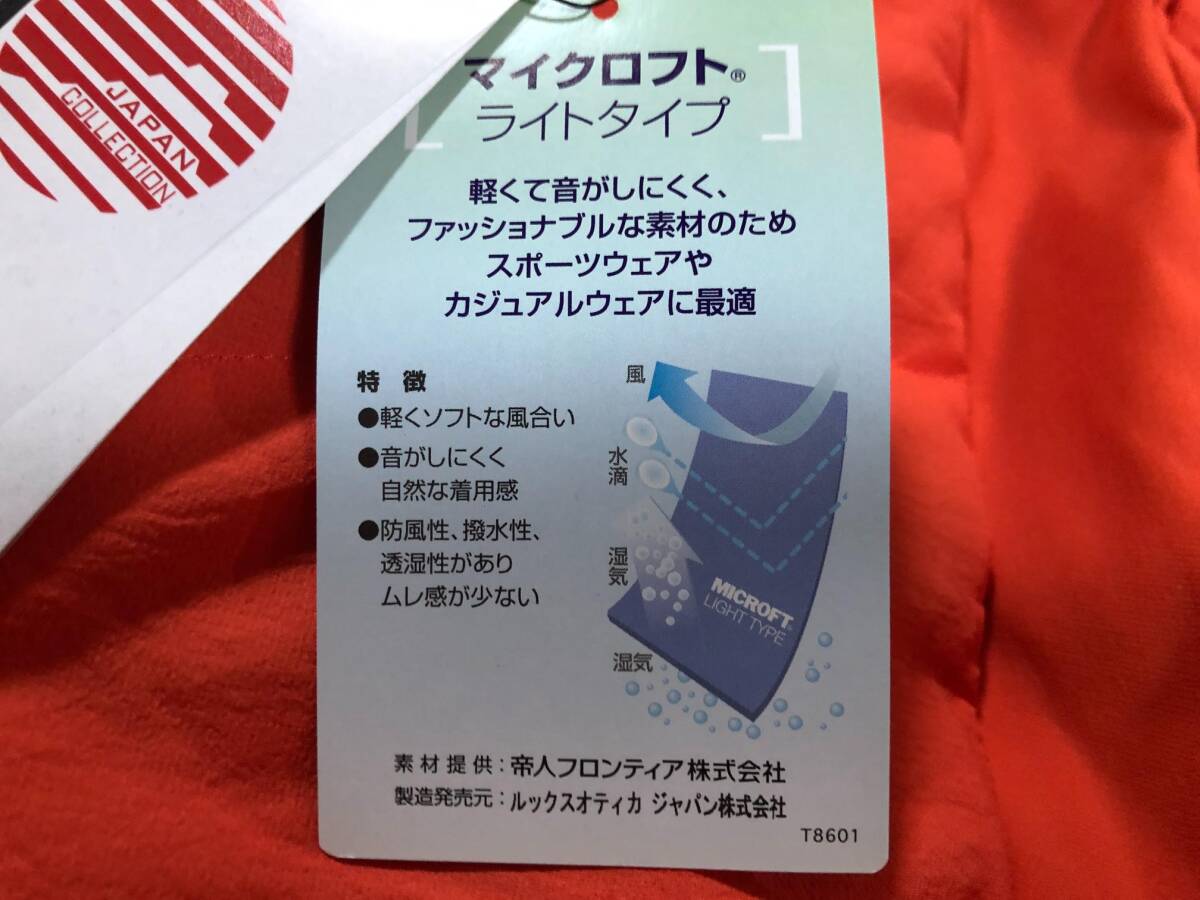 JAPAN
COLLECTION
マイクロフト®
ライトタイプ
軽くて音がしにくく、
ファッショナブルな素材のため
スポーツウェアや
カジュアルウェアに最適
特 徴
●軽くソフトな風合い
●音がしにくく
自然な着用感
●防風性、撥水性、
透湿性があり
ムレ感が少ない
風
水滴
湿気
MICROFT®
LIGHT TYPE
湿気
素材提供：帝人フロンティア株式会社
製造発売元：ルックスオティカ ジャパン株式会社
T8601